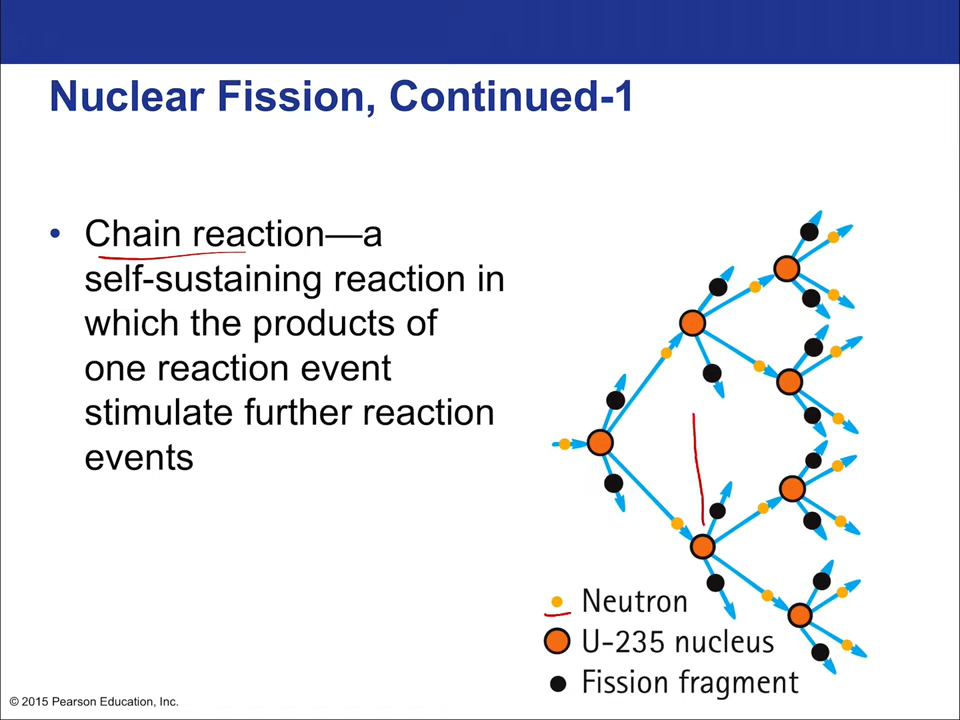 Nuclear Fission, Continued-1
• Chain reaction—a
self-sustaining reaction in
which the products of
one reaction event
stimulate further reaction
events
Neutron
U-235 nucleus
Fission fragment
© 2015 Pearson Education, Inc.